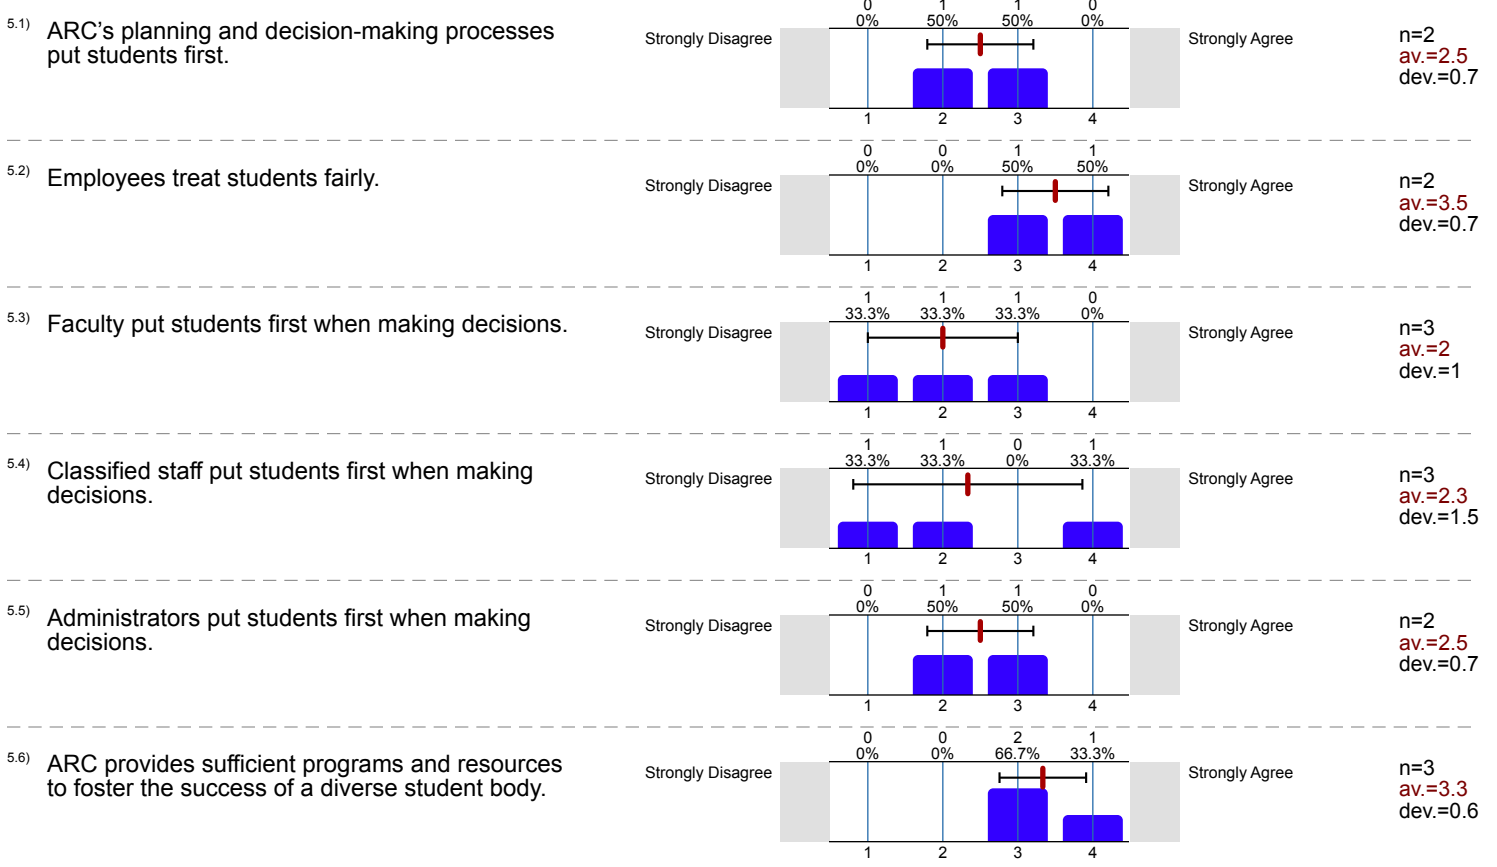 5.1) ARC's planning and decision-making processes
put students first.
0 1 1 0
0% 50% 50% 0%
Strongly Disagree Strongly Agree
1 2 3 4
n=2
av.=2.5
dev.=0.7
5.2) Employees treat students fairly.
0 0 1 1
0% 0% 50% 50%
Strongly Disagree Strongly Agree
1 2 3 4
n=2
av.=3.5
dev.=0.7
5.3) Faculty put students first when making decisions.
1 1 1 0
33.3% 33.3% 33.3% 0%
Strongly Disagree Strongly Agree
1 2 3 4
n=3
av.=2
dev.=1
5.4) Classified staff put students first when making
decisions.
1 1 0 1
33.3% 33.3% 0% 33.3%
Strongly Disagree Strongly Agree
1 2 3 4
n=3
av.=2.3
dev.=1.5
5.5) Administrators put students first when making
decisions.
0 1 1 0
0% 50% 50% 0%
Strongly Disagree Strongly Agree
1 2 3 4
n=2
av.=2.5
dev.=0.7
5.6) ARC provides sufficient programs and resources
to foster the success of a diverse student body.
0 0 2 1
0% 0% 66.7% 33.3%
Strongly Disagree Strongly Agree
1 2 3 4
n=3
av.=3.3
dev.=0.6